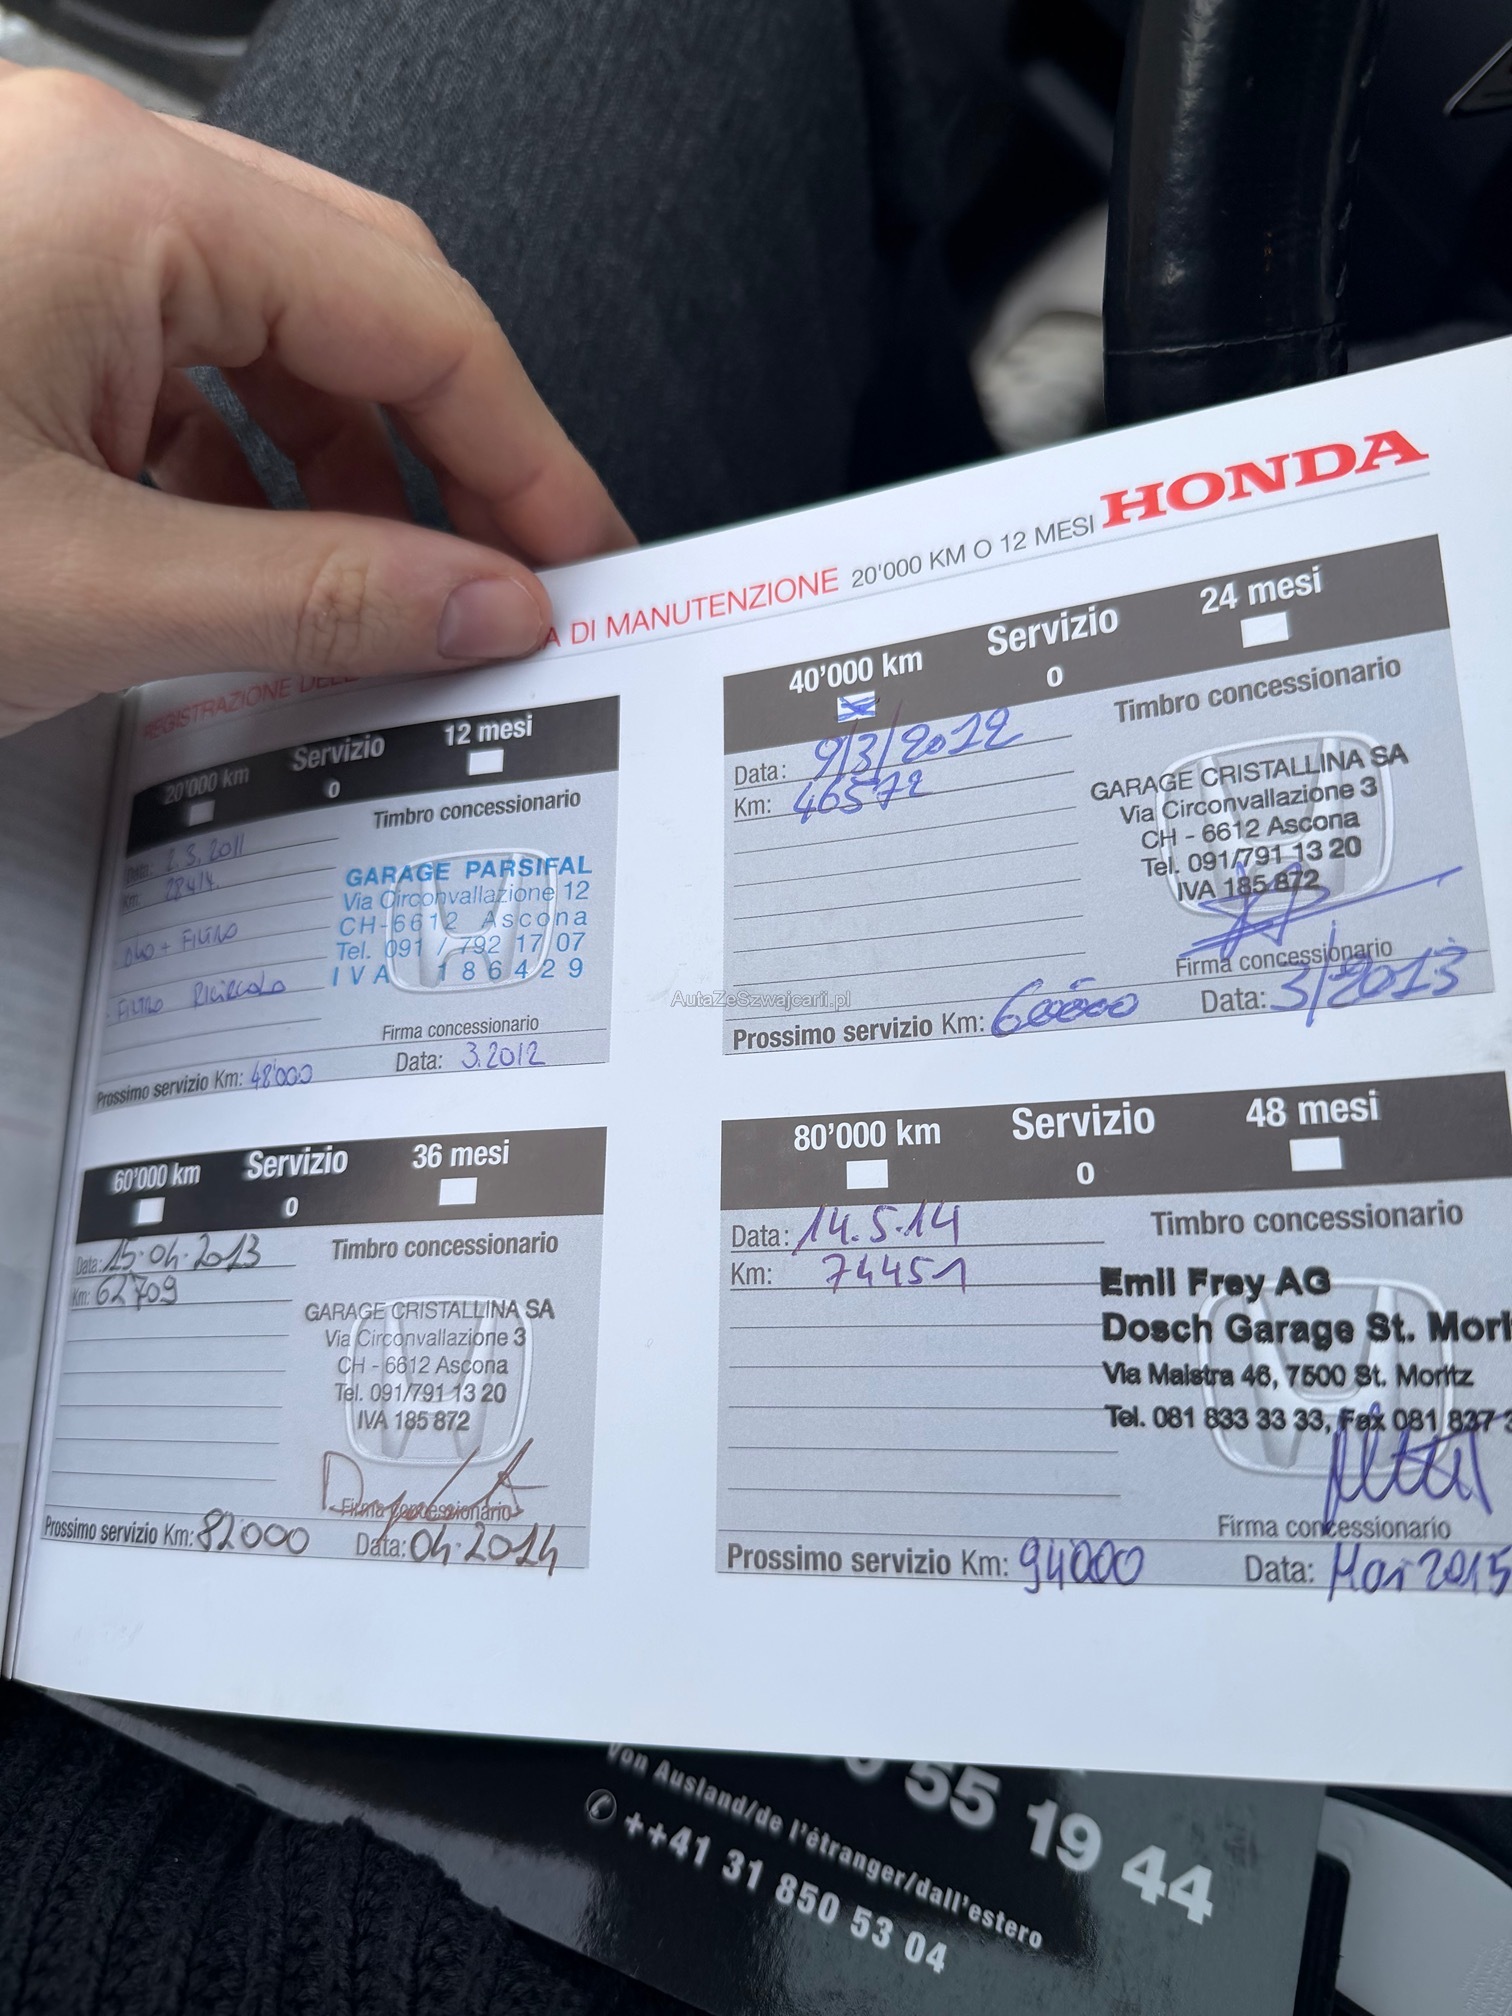 HONDA
A DI MANUTENZIONE 20'000 KM O 12 MESI
REGISTRAZIONE
20'000 km Servizio 12 mesi
o
Data: 2.5.2011
Timbro concessionario
Km:
GARAGE PARSIFAL
Via Circonvallazione 12
CH-6612 Ascona
Tel. 091 / 792 17 07
IVA 186429
+ FILTRO
FILTRO
Firma concessionario
Prossimo servizio Km: 48'000
Data: 3.2012
40'000 km Servizio 24 mesi
o
Data: 9/3/2012
Timbro concessionario
Km: 46572
GARAGE CRISTALLINA SA
Via Circonvallazione 3
CH - 6612 Ascona
Tel. 091/791 13 20
IVA 185 872
Firma concessionario
Prossimo servizio Km: 60000
Data: 3/2013
AutaZeSzwajcarii.pl
60'000 km Servizio 36 mesi
o
Data: 15.04.2013
Timbro concessionario
Km: 62709
GARAGE CRISTALLINA SA
Via Circonvallazione 3
CH - 6612 Ascona
Tel. 091/791 13 20
IVA 185 872
Firma concessionario
Prossimo servizio Km: 82000
Data: 04.2014
80'000 km Servizio 48 mesi
o
Data: 14.5.14
Timbro concessionario
Km: 74451
Emil Frey AG
Dosch Garage St. Mori
Via Maistra 46, 7500 St. Moritz
Tel. 081 833 33 33, Fax 081 837 3
Firma concessionario
Prossimo servizio Km: 94000
Data: Mai 2015
55 19 44
Von Ausland/de l'étranger/dall'estero
++41 31 850 53 04